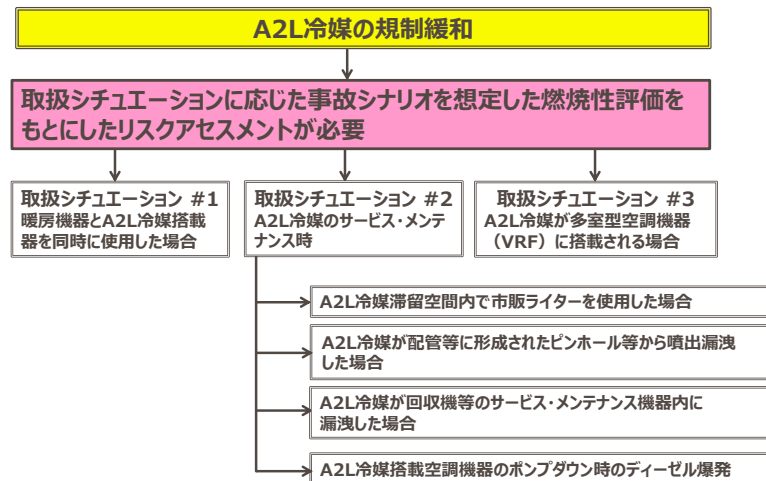 A2L冷媒の規制緩和
取扱シチュエーションに応じた事故シナリオを想定した燃焼性評価を
もとにしたリスクアセスメントが必要
取扱シチュエーション #1
暖房機器とA2L冷媒搭載
器を同時に使用した場合
取扱シチュエーション #2
A2L冷媒のサービス・メンテ
ナンス時
取扱シチュエーション #3
A2L冷媒が多室型空調機器
（VRF）に搭載される場合
A2L冷媒滞留空間内で市販ライターを使用した場合
A2L冷媒が配管等に形成されたピンホール等から噴出漏洩
した場合
A2L冷媒が回収機等のサービス・メンテナンス機器内に
漏洩した場合
A2L冷媒搭載空調機器のポンプダウン時のディーゼル爆発